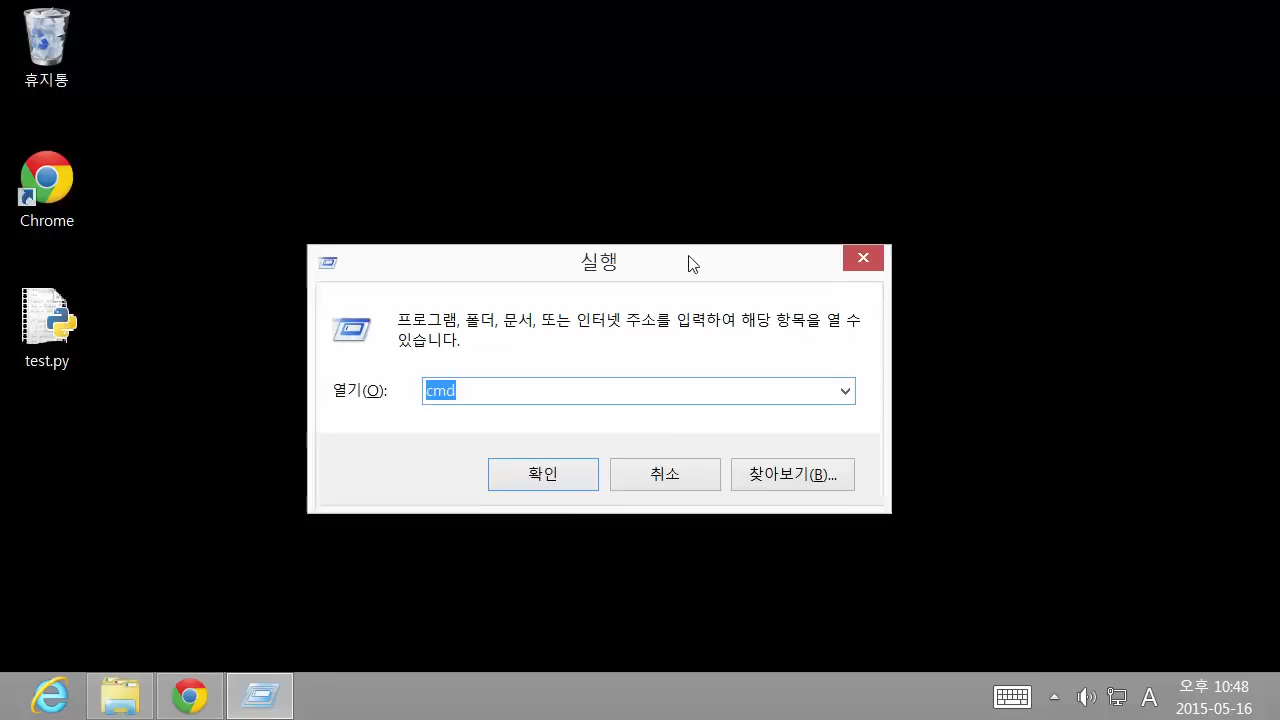 휴지통
Chrome
test.py
실행
프로그램, 폴더, 문서, 또는 인터넷 주소를 입력하여 해당 항목을 열 수
있습니다.
열기(O):
cmd
확인
취소
찾아보기(B)...
A
오후 10:48
2015-05-16